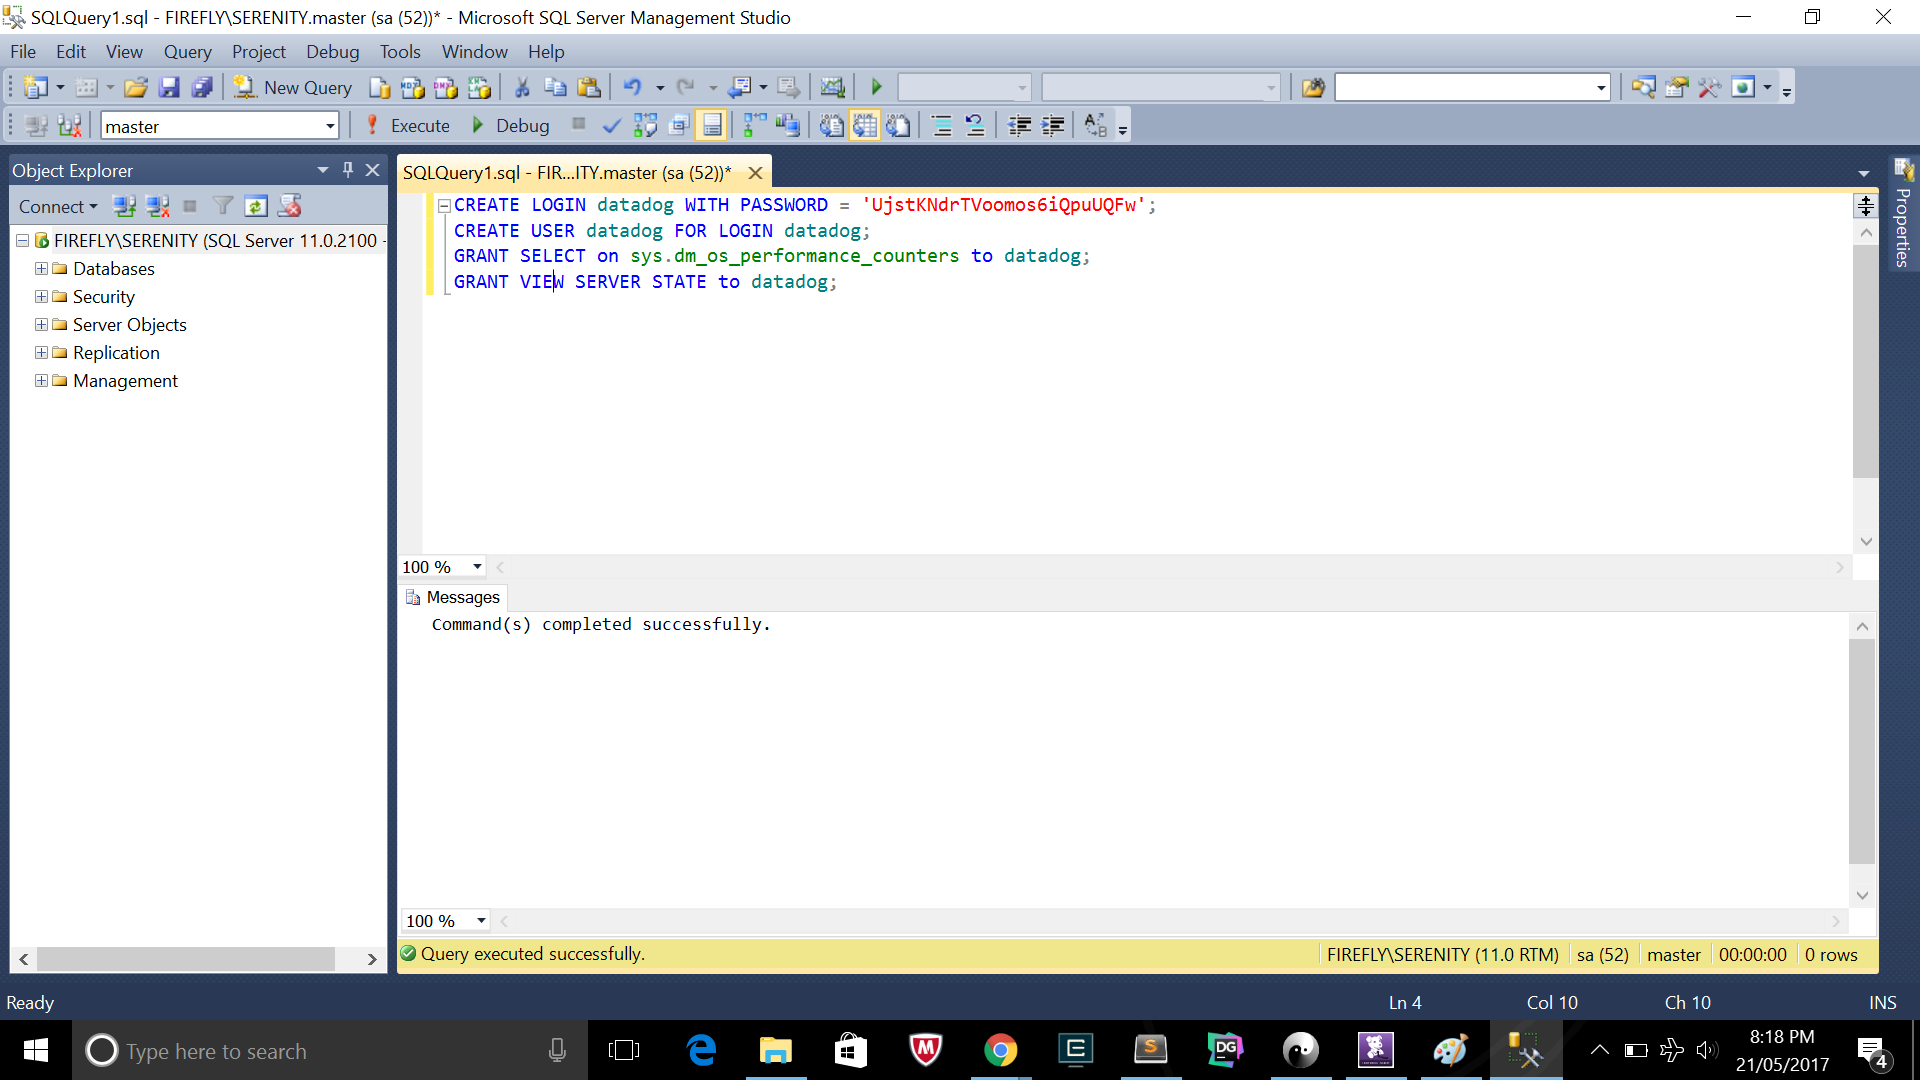 SQLQuery1.sql - FIREFLY\SERENITY.master (sa (52))* - Microsoft SQL Server Management Studio
File Edit View Query Project Debug Tools Window Help
New Query
master Execute Debug
Object Explorer
Connect
FIREFLY\SERENITY (SQL Server 11.0.2100 -
Databases
Security
Server Objects
Replication
Management
SQLQuery1.sql - FIR...ITY.master (sa (52))*
CREATE LOGIN datadog WITH PASSWORD = 'UjstKNdrTVoomos6iQpuUQFw';
CREATE USER datadog FOR LOGIN datadog;
GRANT SELECT on sys.dm_os_performance_counters to datadog;
GRANT VIEW SERVER STATE to datadog;
100 %
Messages
Command(s) completed successfully.
100 %
Query executed successfully. FIREFLY\SERENITY (11.0 RTM) sa (52) master 00:00:00 0 rows
Properties
Ready Ln 4 Col 10 Ch 10 INS
Type here to search
DG
8:18 PM
21/05/2017
4